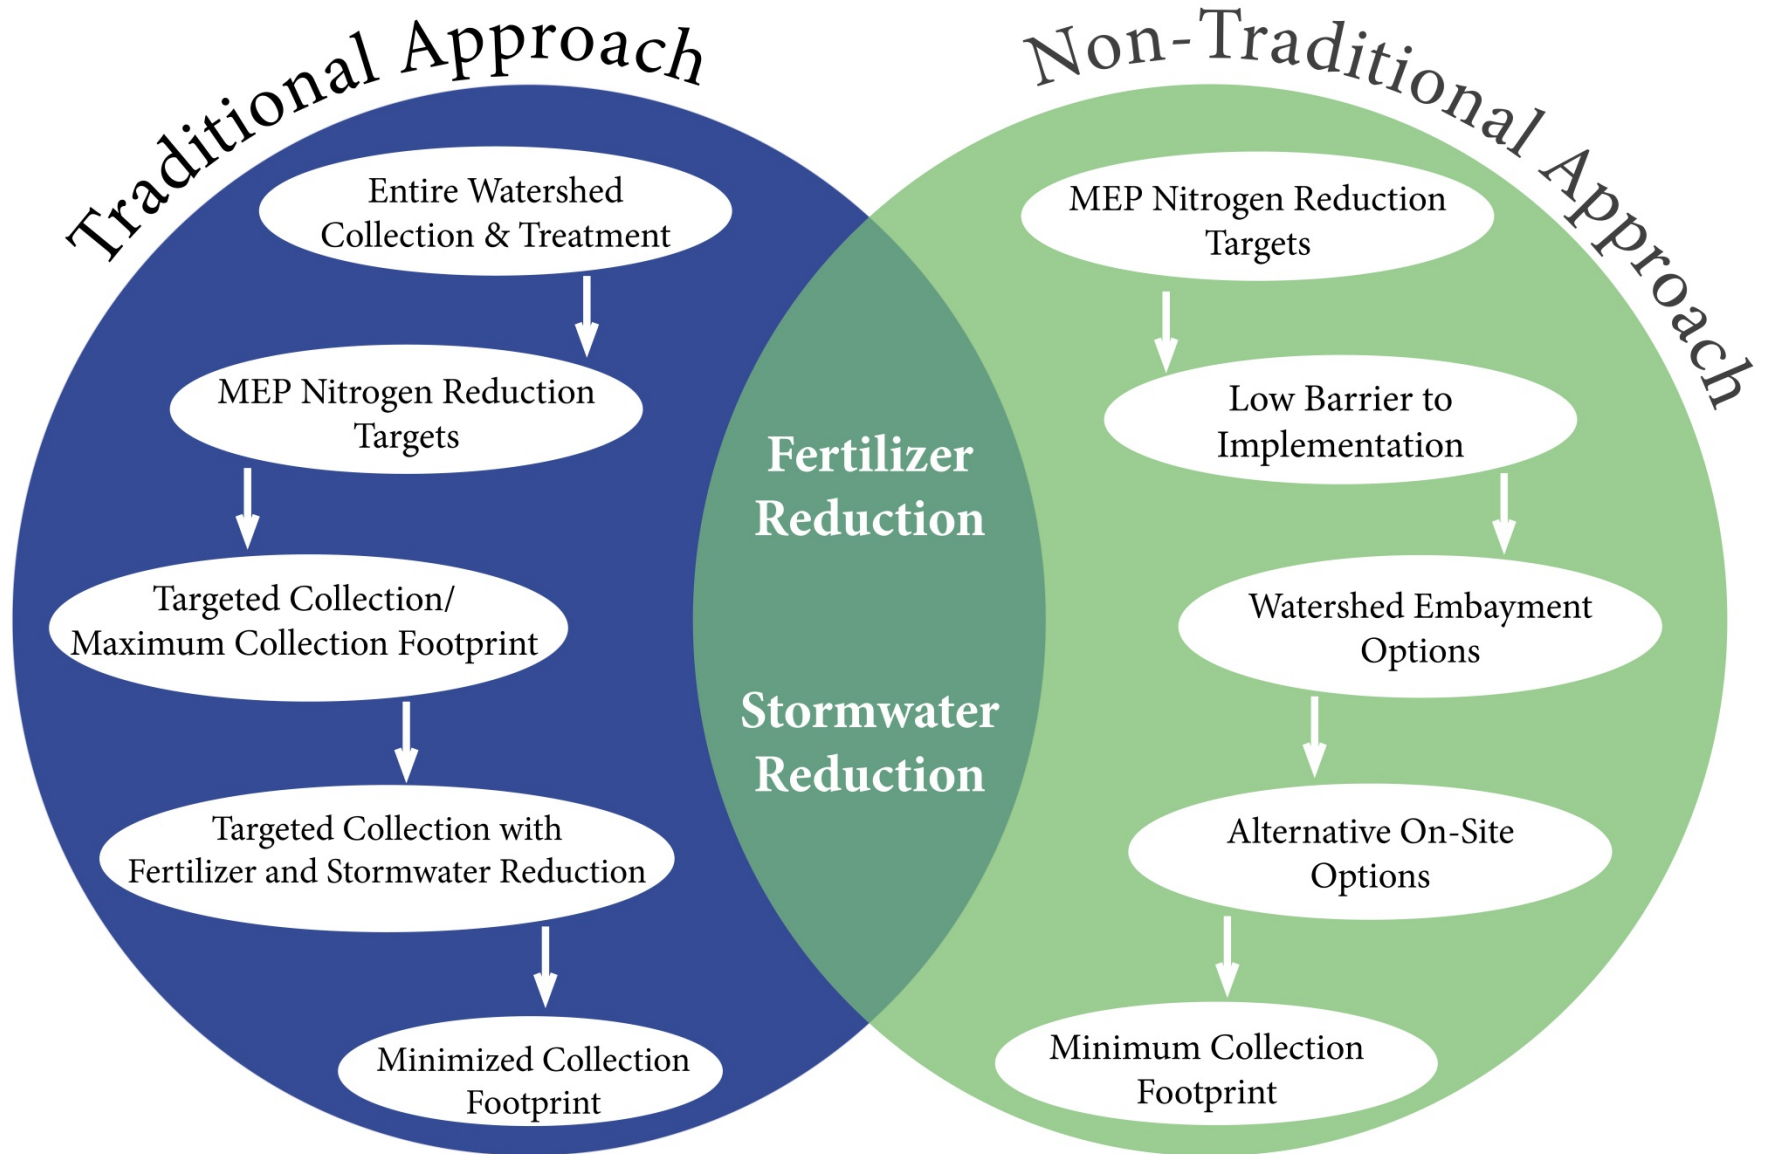 Traditional Approach
Entire Watershed
Collection & Treatment
MEP Nitrogen Reduction
Targets
Targeted Collection/
Maximum Collection Footprint
Targeted Collection with
Fertilizer and Stormwater Reduction
Minimized Collection
Footprint
Fertilizer
Reduction
Stormwater
Reduction
Non-Traditional Approach
MEP Nitrogen Reduction
Targets
Low Barrier to
Implementation
Watershed Embayment
Options
Alternative On-Site
Options
Minimum Collection
Footprint